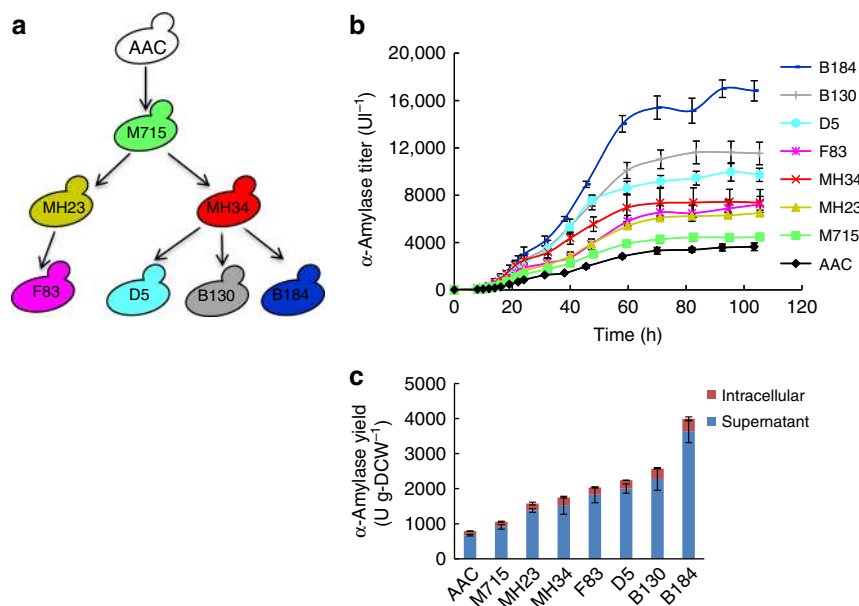 a
AAC
M715
MH23
MH34
F83
D5
B130
B184
b
α-Amylase titer (Ul⁻¹)
20,000
16,000
12,000
8000
4000
0
0 20 40 60 80 100 120
Time (h)
B184
B130
D5
F83
MH34
MH23
M715
AAC
c
α-Amylase yield
(U g-DCW⁻¹)
5000
4000
3000
2000
1000
0
AAC M715 MH23 MH34 F83 D5 B130 B184
Intracellular
Supernatant